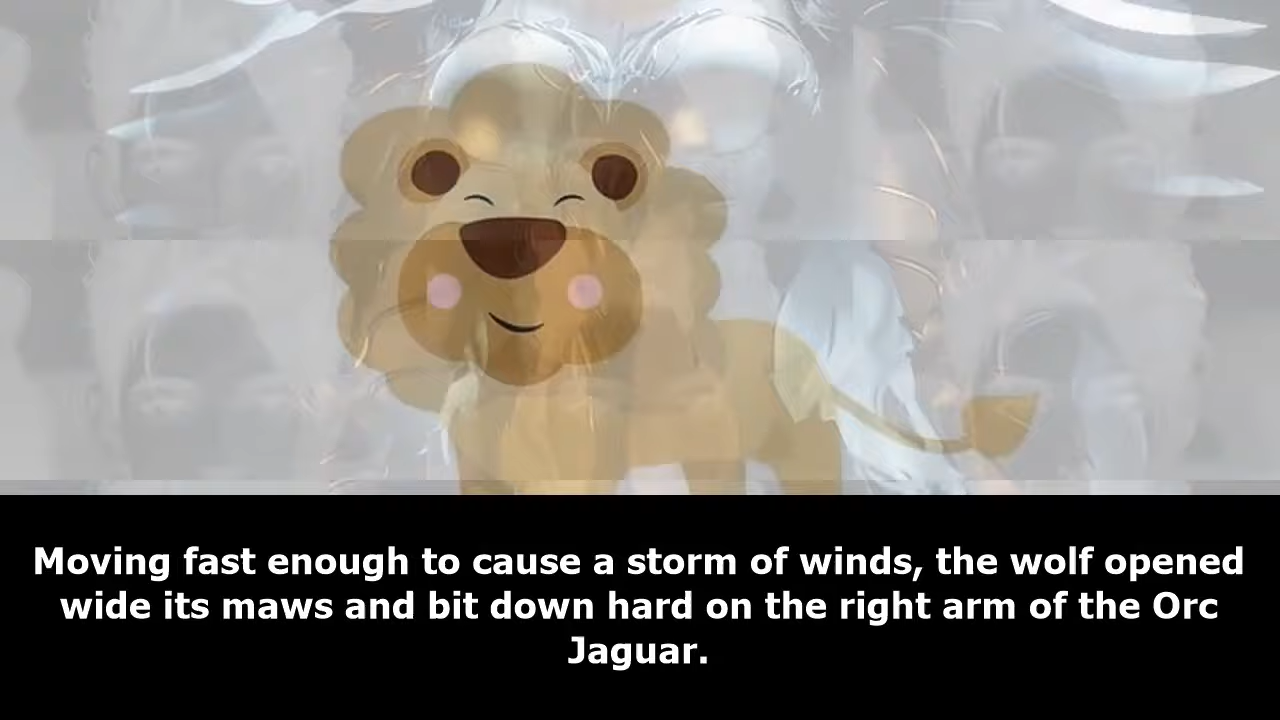 Moving fast enough to cause a storm of winds, the wolf opened
wide its maws and bit down hard on the right arm of the Orc
Jaguar.